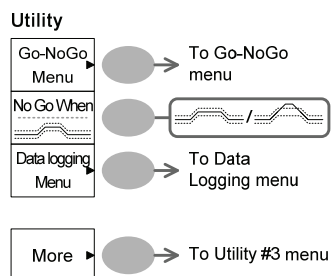 Utility
Go-NoGo
Menu
To Go-NoGo
menu
No Go When
/
Data logging
Menu
To Data
Logging menu
More
To Utility #3 menu